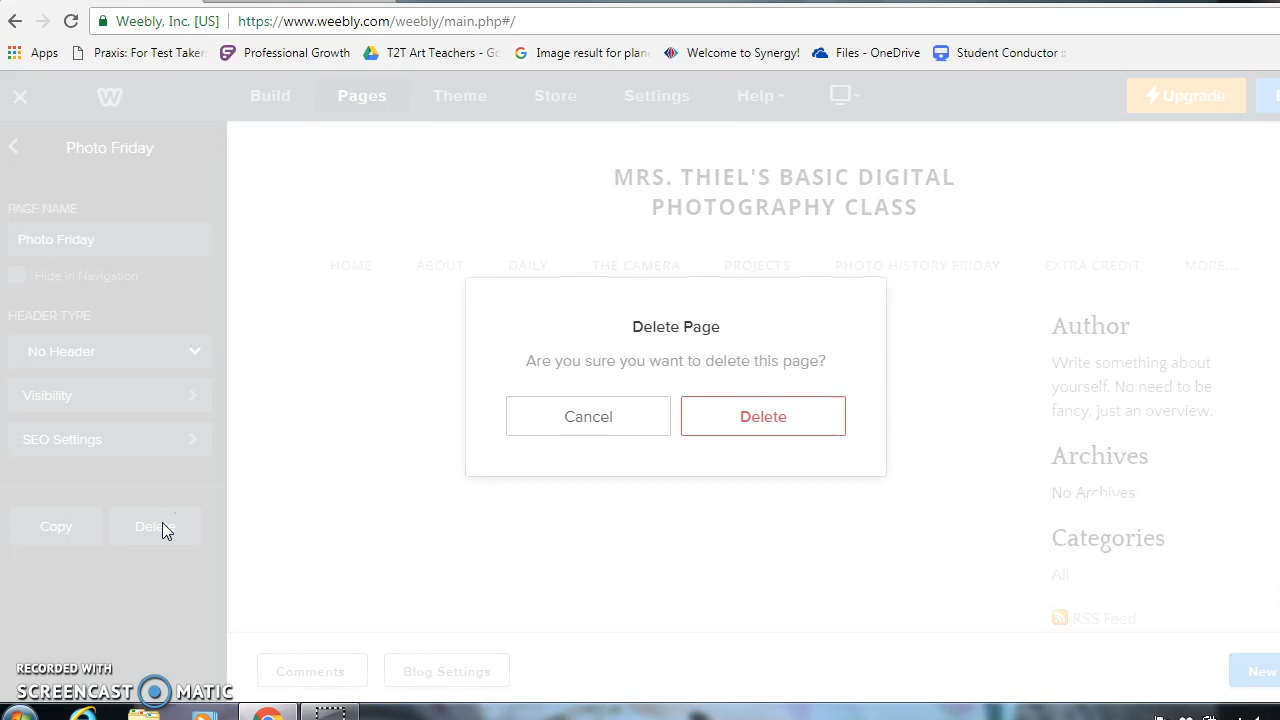 Weebly, Inc. [US]
https://www.weebly.com/weebly/main.php#/
Apps
Praxis: For Test Taker
Professional Growth
T2T Art Teachers - Go
Image result for plane
Welcome to Synergy!
Files - OneDrive
Student Conductor ::
Build
Pages
Theme
Store
Settings
Help
Upgrade
Photo Friday
PAGE NAME
Photo Friday
Hide in Navigation
HEADER TYPE
No Header
Visibility
SEO Settings
Copy
Delete
MRS. THIEL'S BASIC DIGITAL
PHOTOGRAPHY CLASS
HOME
ABOUT
DAILY
THE CAMERA
PROJECTS
PHOTO HISTORY FRIDAY
EXTRA CREDIT
MORE...
Delete Page
Are you sure you want to delete this page?
Cancel
Delete
Author
Write something about
yourself. No need to be
fancy, just an overview.
Archives
No Archives
Categories
All
RSS Feed
Comments
Blog Settings
New
RECORDED WITH
SCREENCAST MATIC